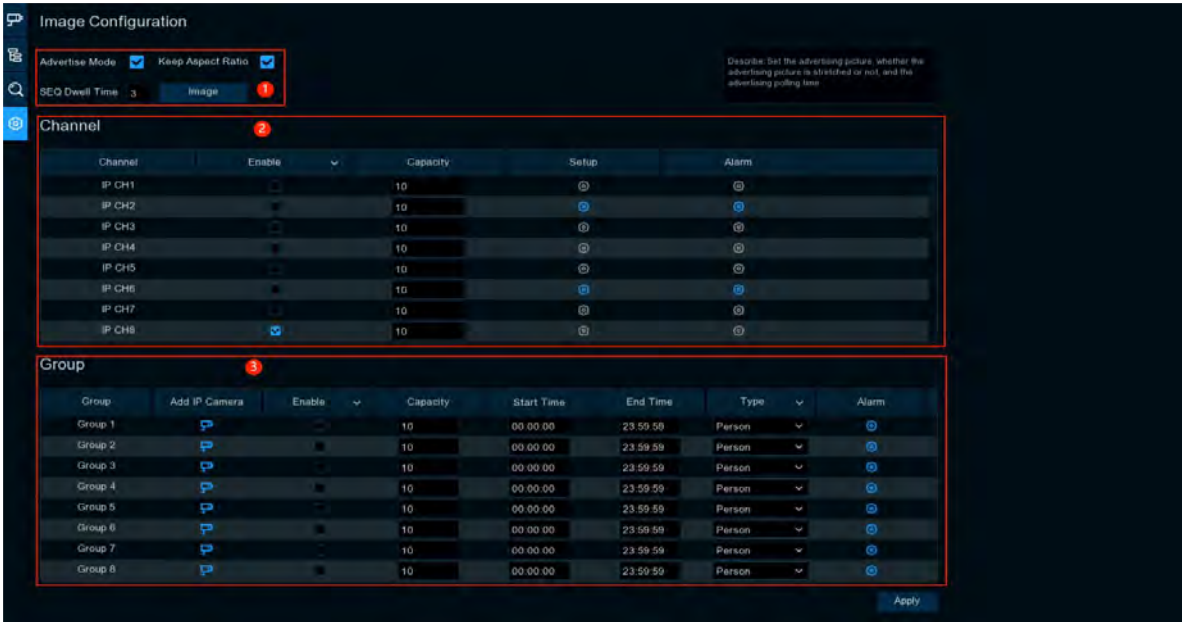 Image Configuration
Advertise Mode Keep Aspect Ratio
SEQ Dwell Time 3 Image 1
Describe: Set the advertising picture, whether the
advertising picture is stretched or not, and the
advertising polling time
Channel 2
Channel Enable Capacity Setup Alarm
IP CH1 10
IP CH2 10
IP CH3 10
IP CH4 10
IP CH5 10
IP CH6 10
IP CH7 10
IP CH8 10
Group 3
Group Add IP Camera Enable Capacity Start Time End Time Type Alarm
Group 1 10 00:00:00 23:59:59 Person
Group 2 10 00:00:00 23:59:59 Person
Group 3 10 00:00:00 23:59:59 Person
Group 4 10 00:00:00 23:59:59 Person
Group 5 10 00:00:00 23:59:59 Person
Group 6 10 00:00:00 23:59:59 Person
Group 7 10 00:00:00 23:59:59 Person
Group 8 10 00:00:00 23:59:59 Person
Apply